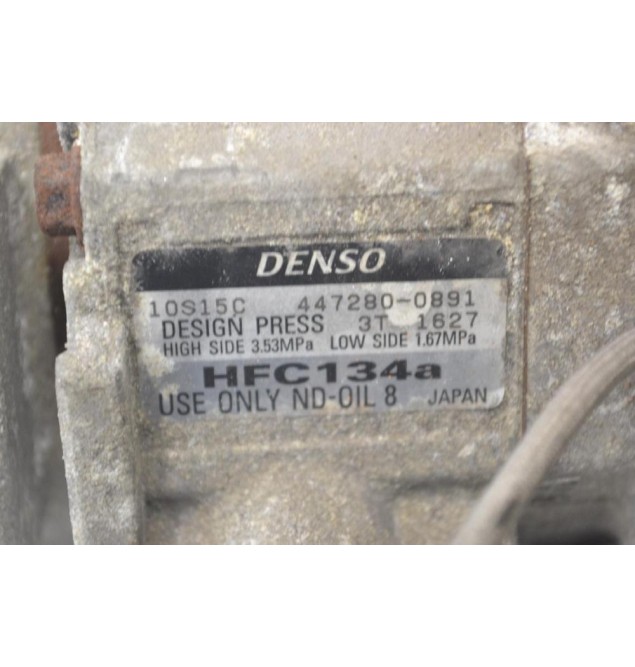 DENSO
10S15C 447280-0891
DESIGN PRESS 3T 1627
HIGH SIDE 3.53MPa LOW SIDE 1.67MPa
HFC134a
USE ONLY ND-OIL 8 JAPAN